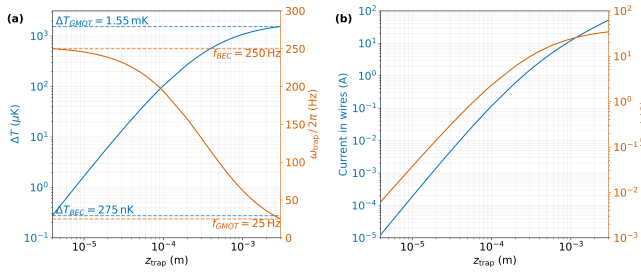 (a)
(b)
ΔT_GMOT = 1.55 mK
f_BEC = 250 Hz
ΔT_BEC = 275 nK
f_GMOT = 25 Hz
ΔT (μK)
10³
10²
10¹
10⁰
10⁻¹
300
250
200
150
100
50
0
ω_trap / 2π (Hz)
10⁻⁵
10⁻⁴
10⁻³
z_trap (m)
Current in wires (A)
10²
10¹
10⁰
10⁻¹
10⁻²
10⁻³
10⁻⁴
10⁻⁵
10²
10¹
10⁰
10⁻¹
10⁻²
10⁻³
10⁻⁵
10⁻⁴
10⁻³
z_trap (m)